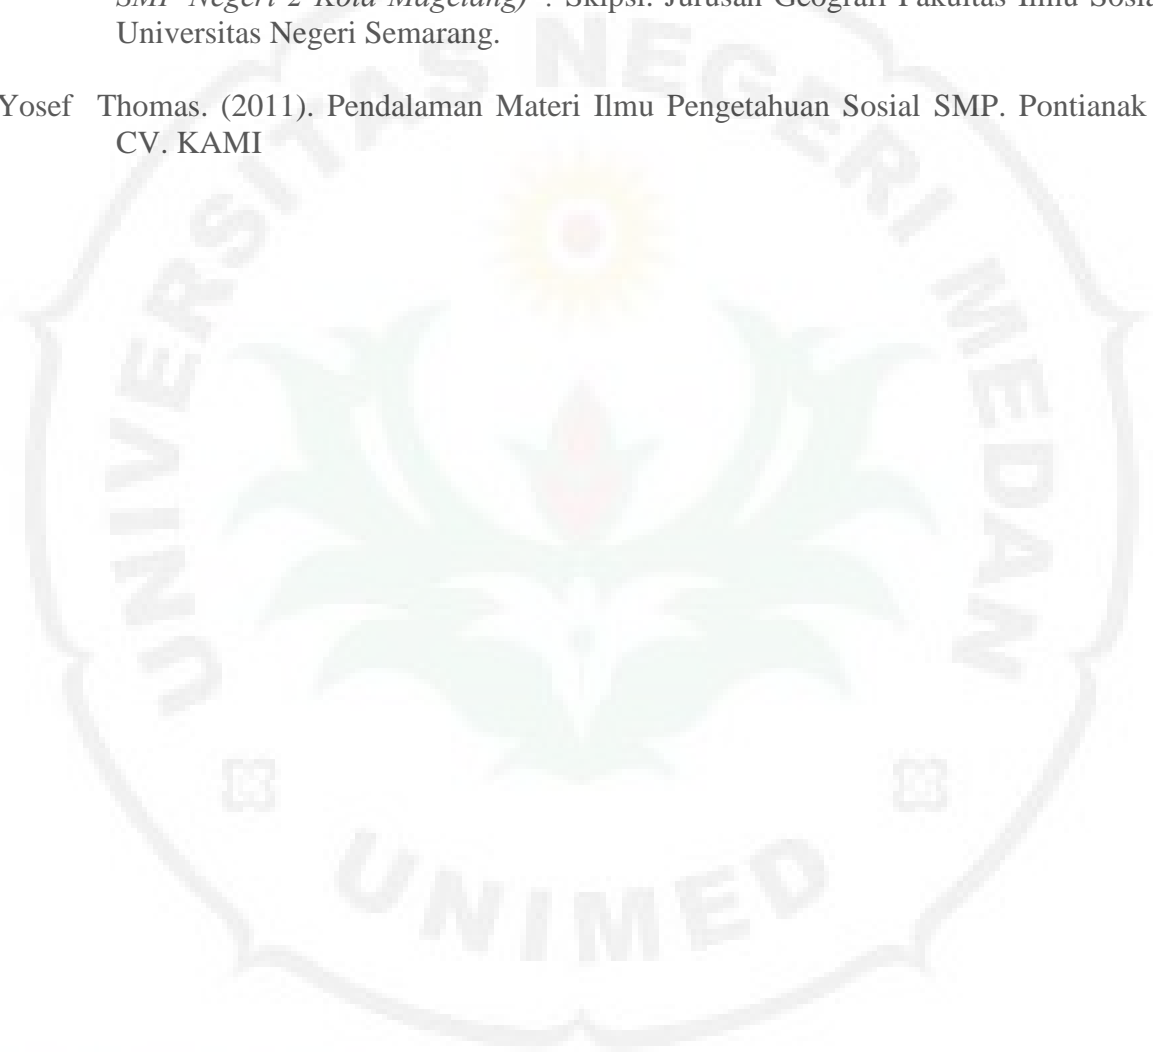 SMP Negeri 2 Kota Magelang)". Skipsi. Jurusan Geografi Fakultas Ilmu
Universitas Negeri Semarang.
Yosef Thomas. (2011). Pendalaman Materi Ilmu Pengetahuan Sosial SMP. Pontianak
CV. KAMI
UNIVERSITAS NEGERI MEDAN
UNIMED